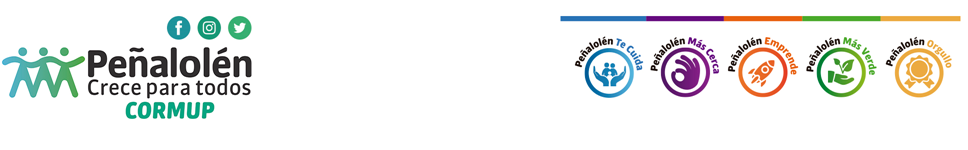 Peñalolén
Crece para todos
CORMUP
Peñalolén Te Cuida
Peñalolén Más Cerca
Peñalolén Emprende
Peñalolén Más Verde
Peñalolén Orgullo